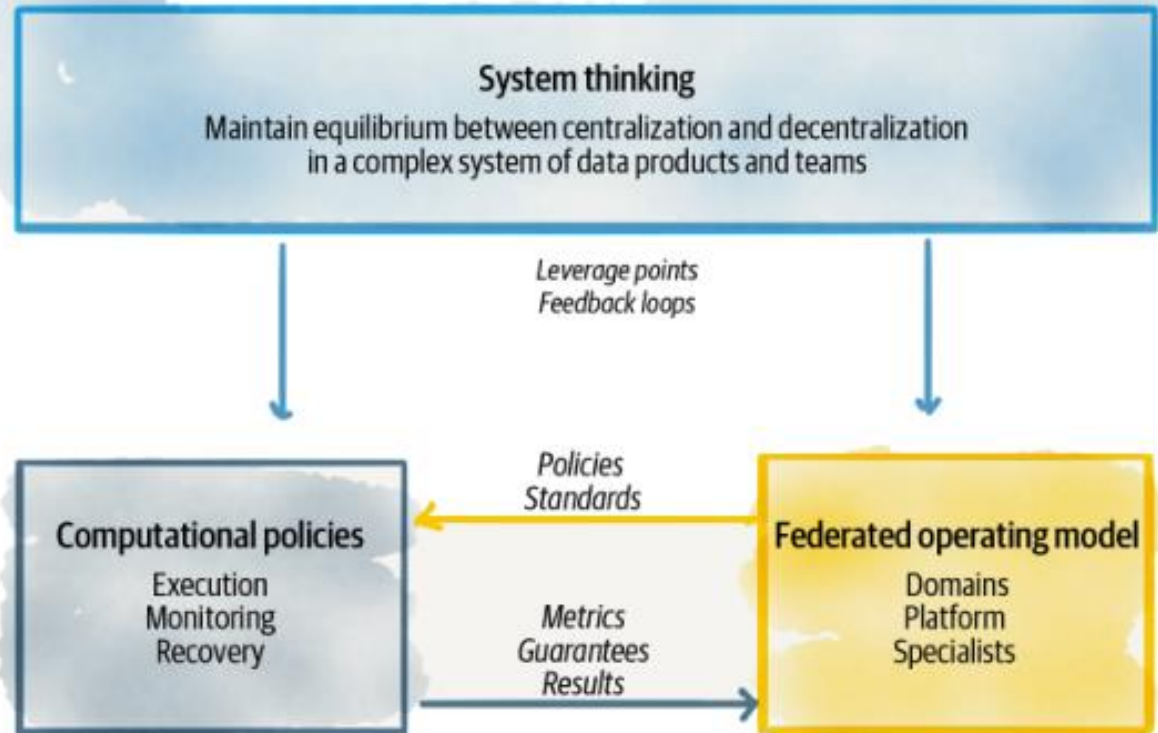 System thinking
Maintain equilibrium between centralization and decentralization
in a complex system of data products and teams
Leverage points
Feedback loops
Policies
Standards
Computational policies
Execution
Monitoring
Recovery
Metrics
Guarantees
Results
Federated operating model
Domains
Platform
Specialists